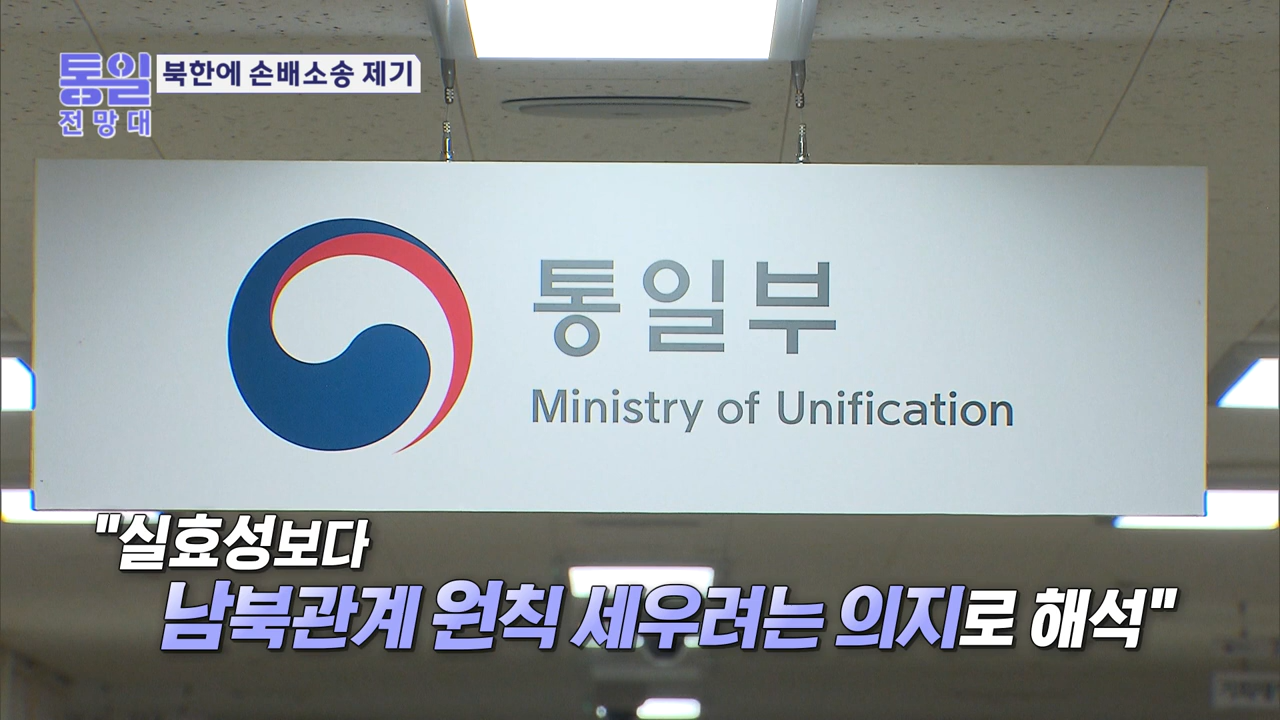 통일
전망대
북한에 손배소송 제기
통일부
Ministry of Unification
"실효성보다
남북관계 원칙 세우려는 의지로 해석"